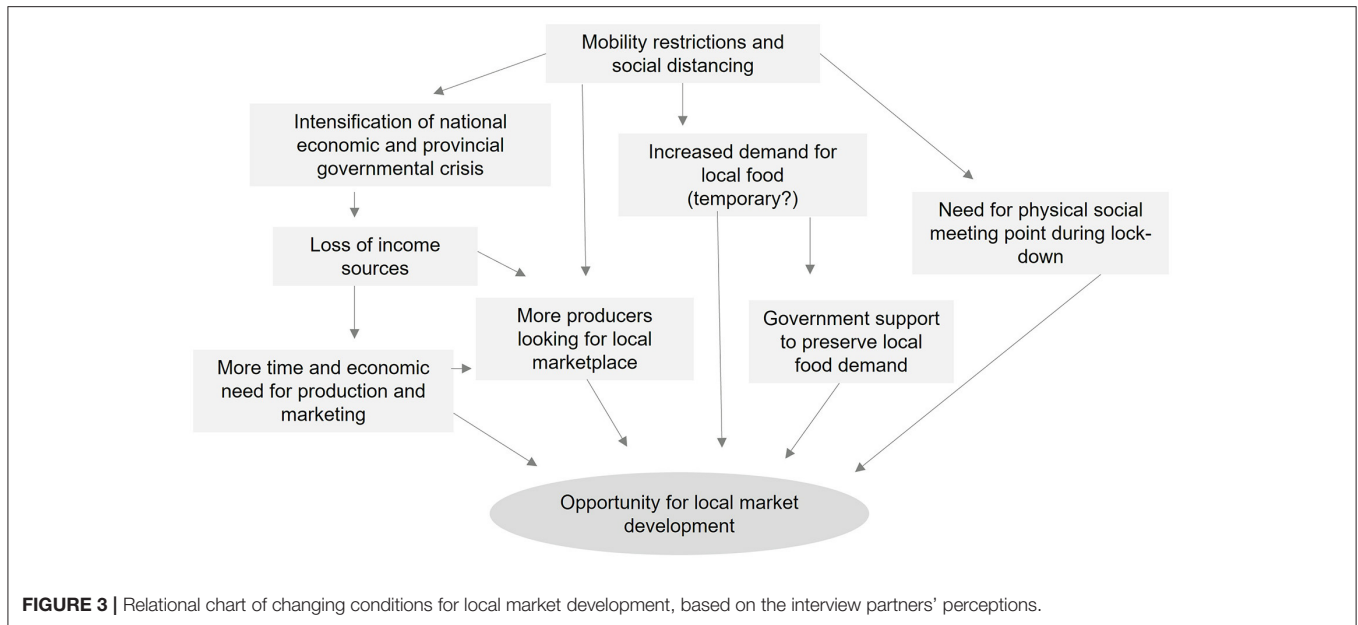 Mobility restrictions and
social distancing
Intensification of national
economic and provincial
governmental crisis
Increased demand for
local food
(temporary?)
Need for physical social
meeting point during lock-
down
Loss of income
sources
More producers
looking for local
marketplace
Government support
to preserve local
food demand
More time and economic
need for production and
marketing
Opportunity for local market
development
FIGURE 3 | Relational chart of changing conditions for local market development, based on the interview partners’ perceptions.